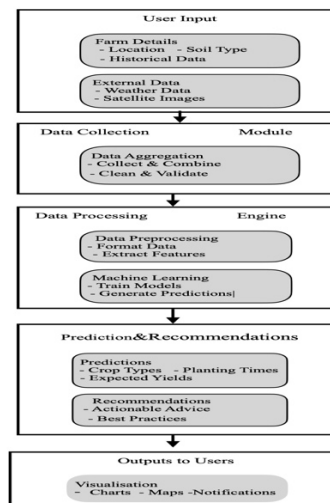 User Input
Farm Details
- Location - Soil Type
- Historical Data
External Data
- Weather Data
- Satellite Images
Data Collection Module
Data Aggregation
- Collect & Combine
- Clean & Validate
Data Processing Engine
Data Preprocessing
- Format Data
- Extract Features
Machine Learning
- Train Models
- Generate Predictions|
Prediction&Recommendations
Predictions
- Crop Types - Planting Times
- Expected Yields
Recommendations
- Actionable Advice
- Best Practices
Outputs to Users
Visualisation
- Charts - Maps -Notifications